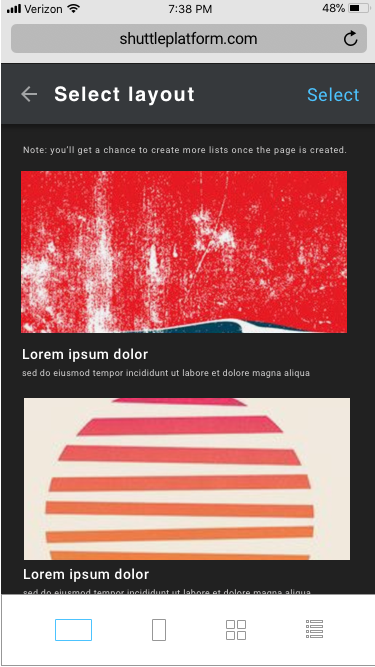 Verizon 7:38 PM 48%
shuttleplatform.com
Select layout Select
Note: you'll get a chance to create more lists once the page is created.
Lorem ipsum dolor
sed do eiusmod tempor incididunt ut labore et dolore magna aliqua
Lorem ipsum dolor
sed do eiusmod tempor incididunt ut labore et dolore magna aliqua